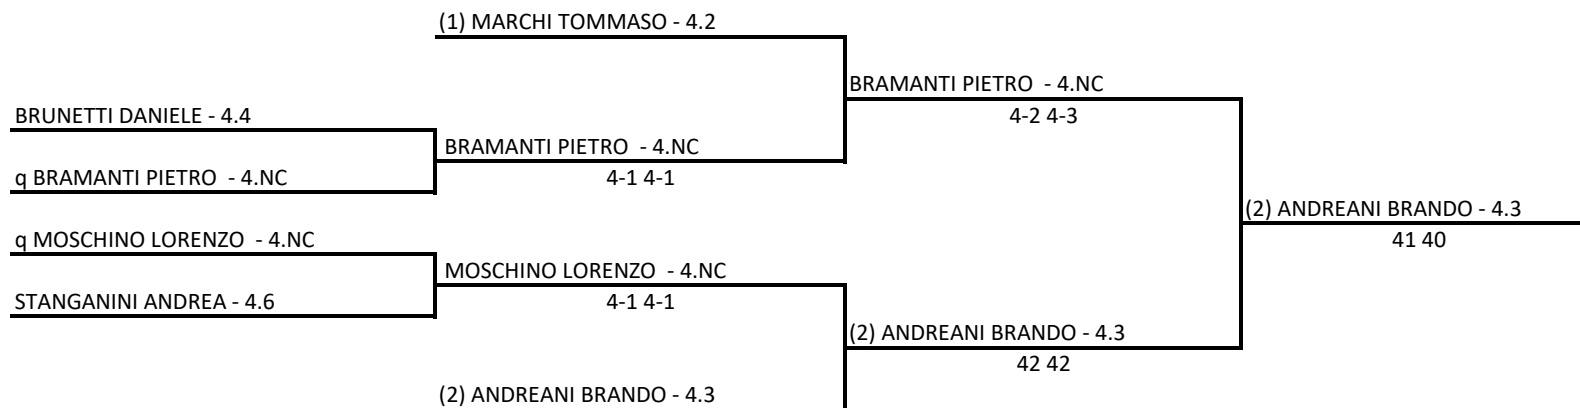 (1) MARCHI TOMMASO - 4.2
BRAMANTI PIETRO - 4.NC
BRUNETTI DANIELE - 4.4
4-2 4-3
BRAMANTI PIETRO - 4.NC
q BRAMANTI PIETRO - 4.NC
4-1 4-1
(2) ANDREANI BRANDO - 4.3
q MOSCHINO LORENZO - 4.NC
41 40
MOSCHINO LORENZO - 4.NC
STANGANINI ANDREA - 4.6
4-1 4-1
(2) ANDREANI BRANDO - 4.3
42 42
(2) ANDREANI BRANDO - 4.3